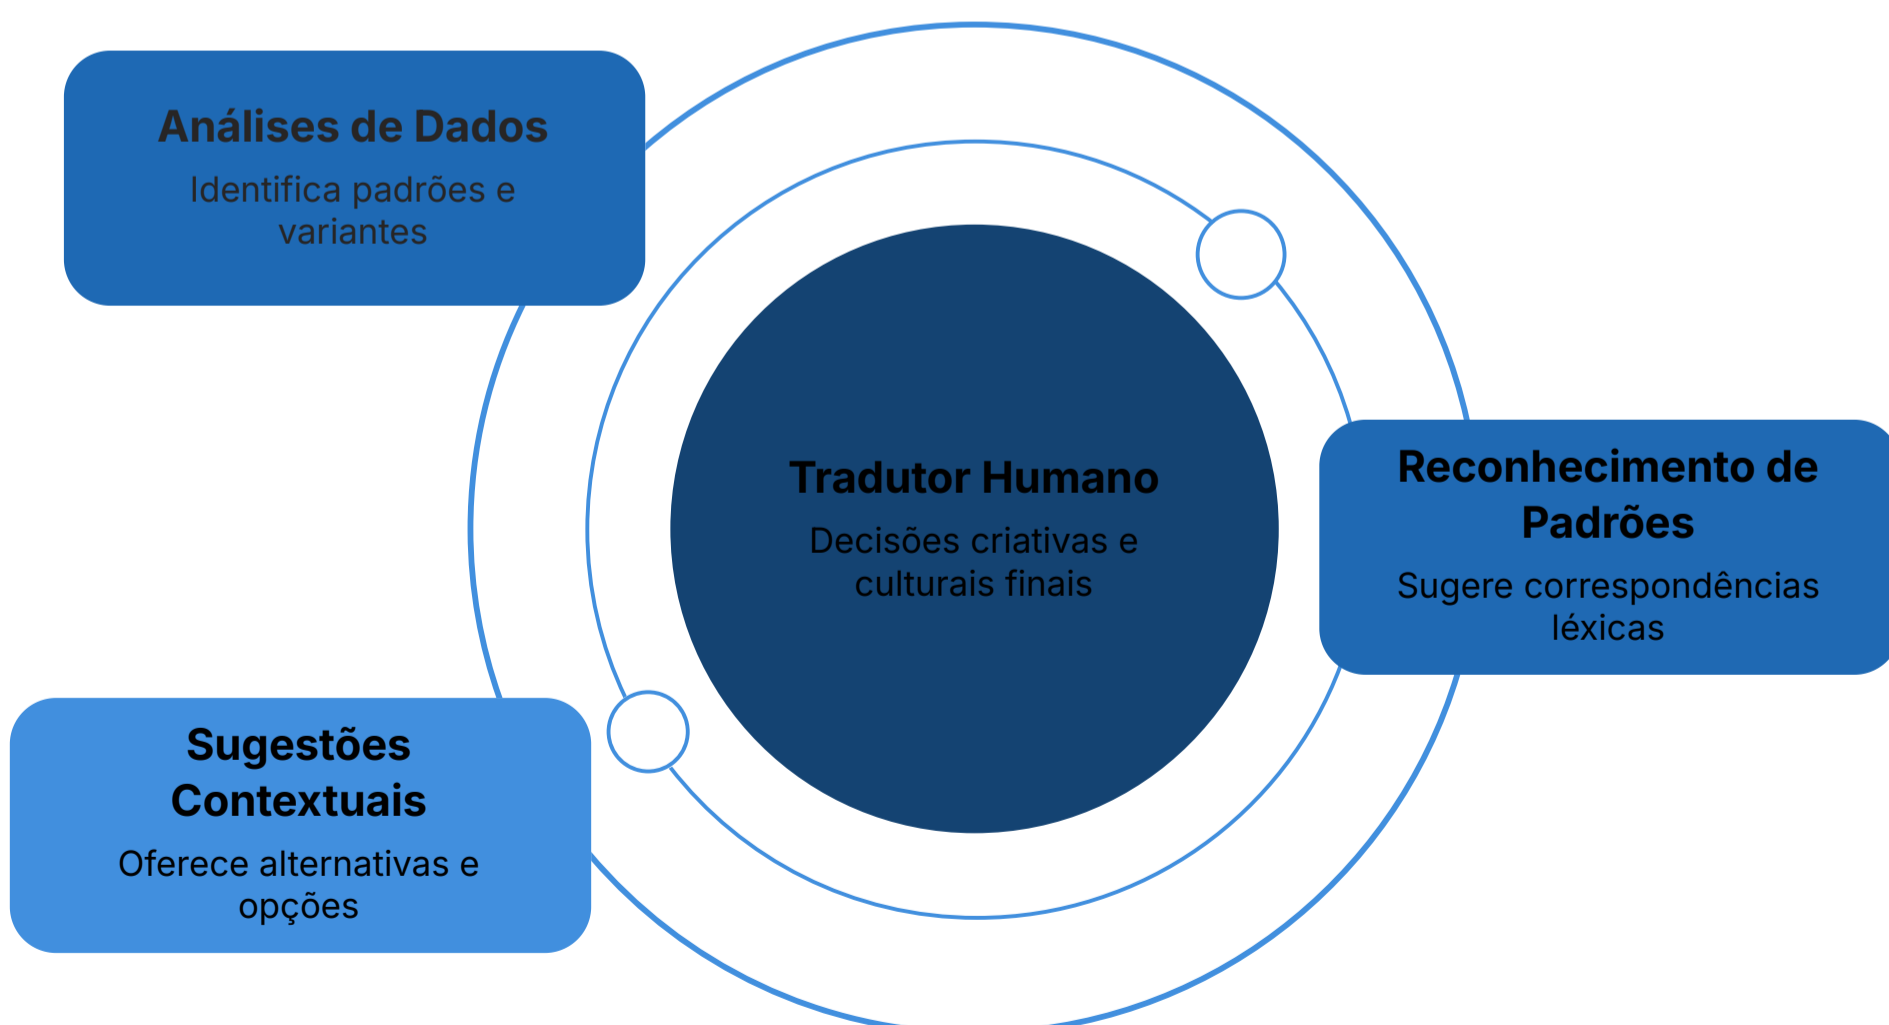 Análises de Dados
Identifica padrões e
variantes
Tradutor Humano
Decisões criativas e
culturais finais
Reconhecimento de
Padrões
Sugere correspondências
léxicas
Sugestões
Contextuais
Oferece alternativas e
opções